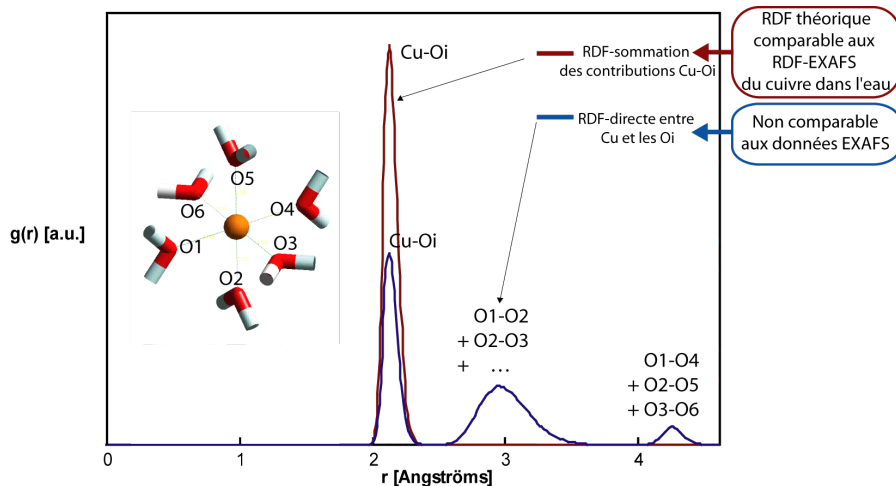 RDF théorique
comparable aux
RDF-EXAFS
du cuivre dans l'eau
RDF-sommation
des contributions Cu-Oi
Non comparable
aux données EXAFS
RDF-directe entre
Cu et les Oi
Cu-Oi
Cu-Oi
O5
O6
O4
O1
O3
O2
g(r) [a.u.]
O1-O2
+ O2-O3
+ ...
O1-O4
+ O2-O5
+ O3-O6
0 1 2 3 4
r [Angströms]